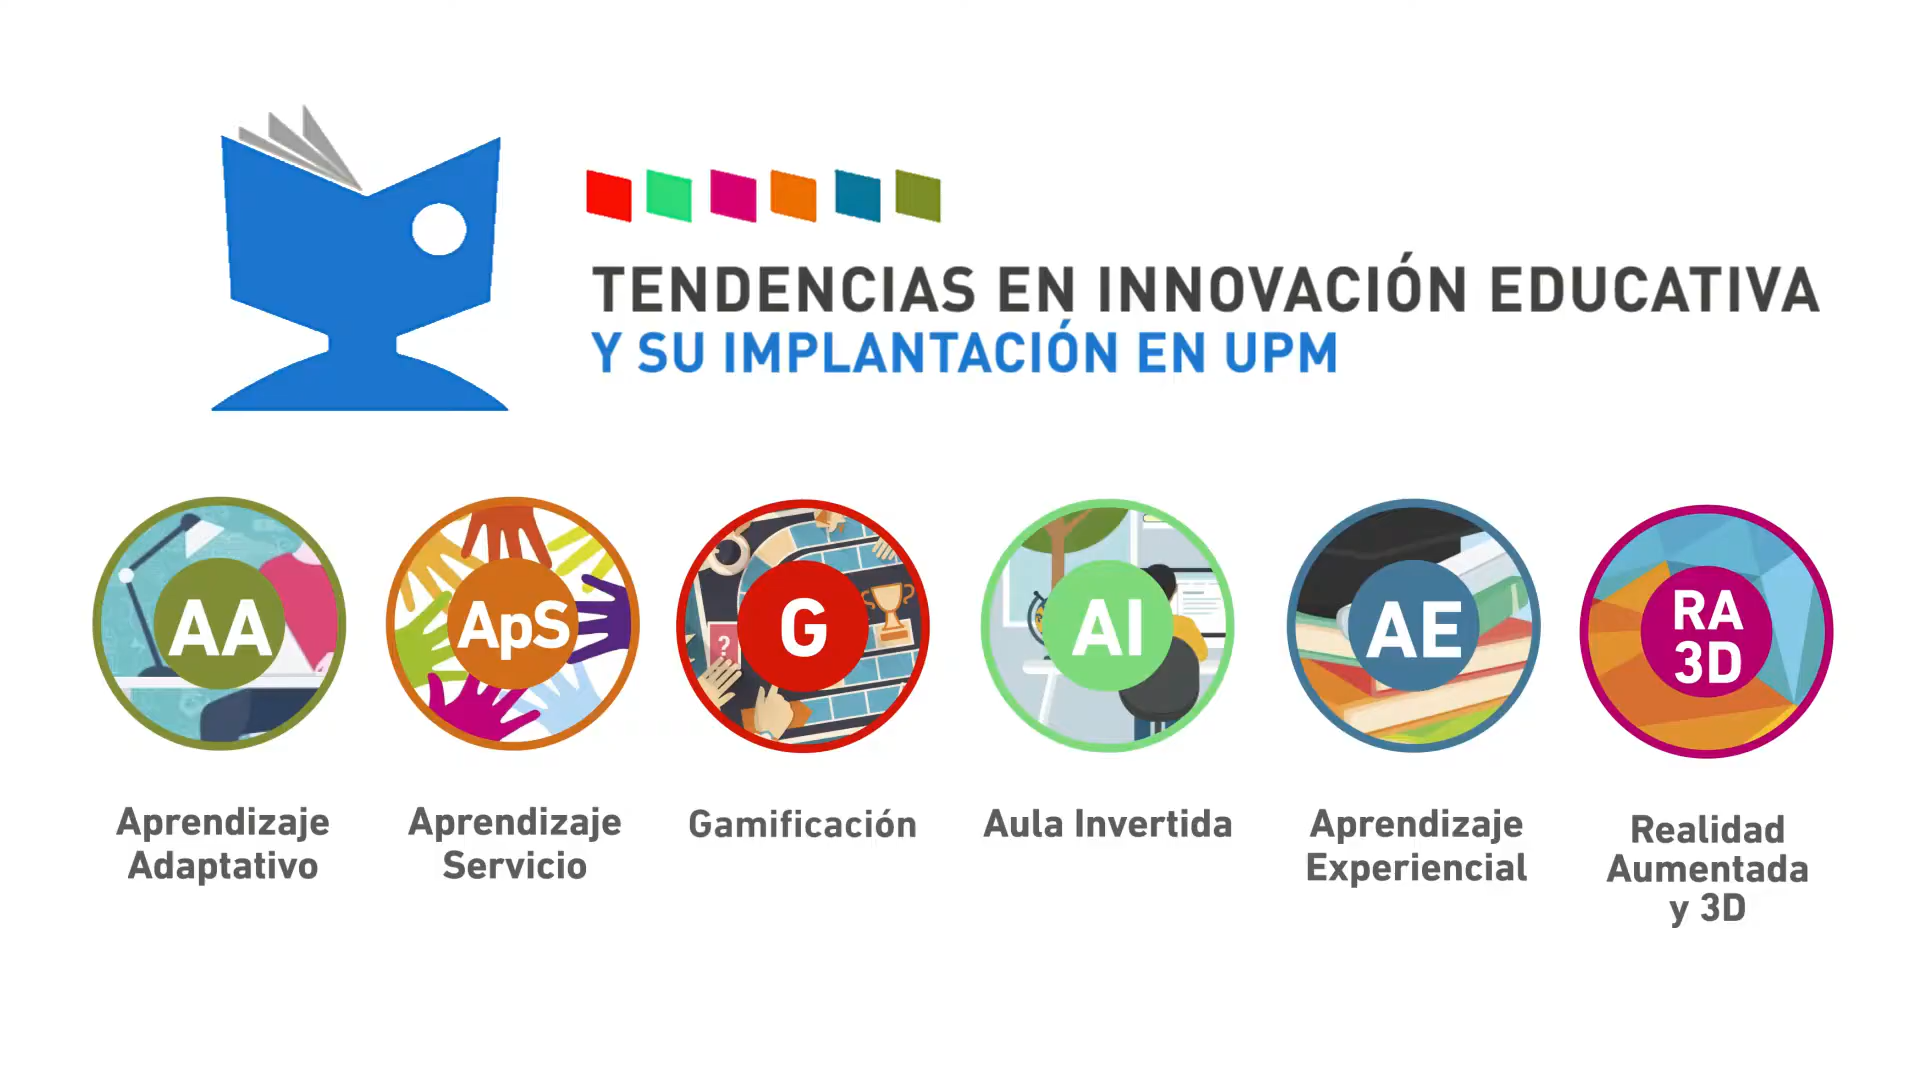 TENDENCIAS EN INNOVACIÓN EDUCATIVA
Y SU IMPLANTACIÓN EN UPM
AA
ApS
G
?
AI
AE
RA
3D
Aprendizaje
Adaptativo
Aprendizaje
Servicio
Gamificación
Aula Invertida
Aprendizaje
Experiencial
Realidad
Aumentada
y 3D